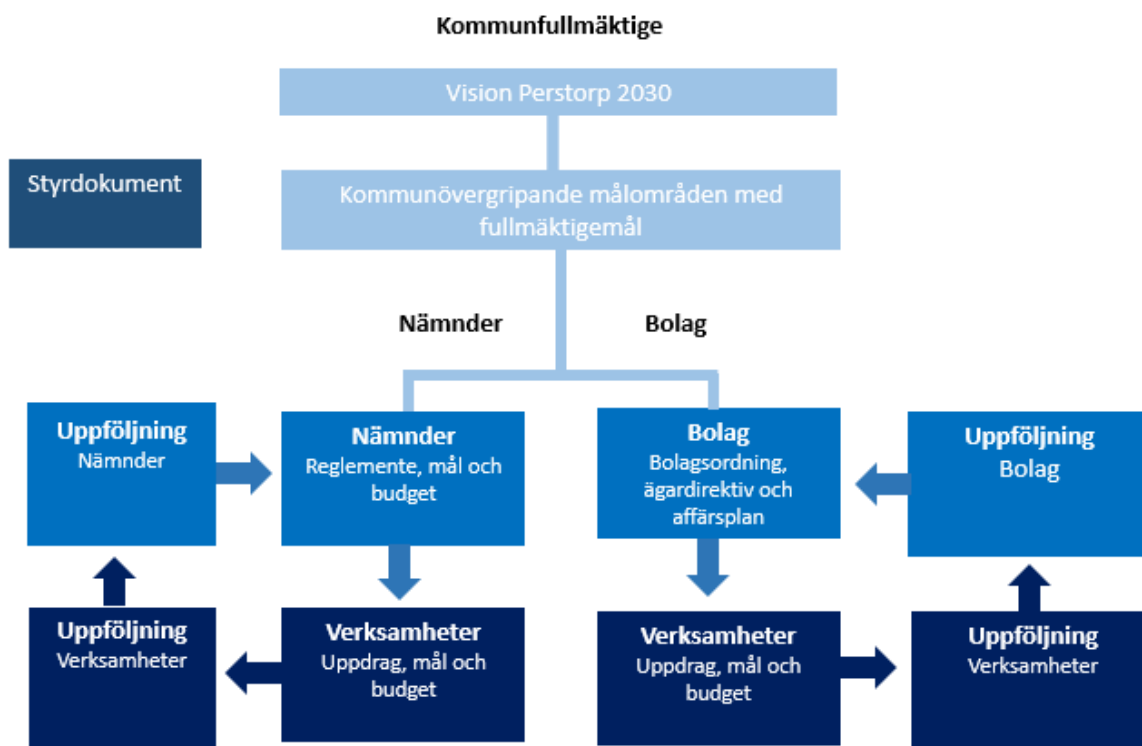 Kommunfullmäktige
Vision Perstorp 2030
Styrdokument
Kommunövergripande målområden med
fullmäktigemål
Nämnder
Bolag
Uppföljning
Nämnder
Nämnder
Reglemente, mål och
budget
Bolag
Bolagsordning,
ägardirektiv och
affärsplan
Uppföljning
Bolag
Uppföljning
Verksamheter
Verksamheter
Uppdrag, mål och
budget
Verksamheter
Uppdrag, mål och
budget
Uppföljning
Verksamheter